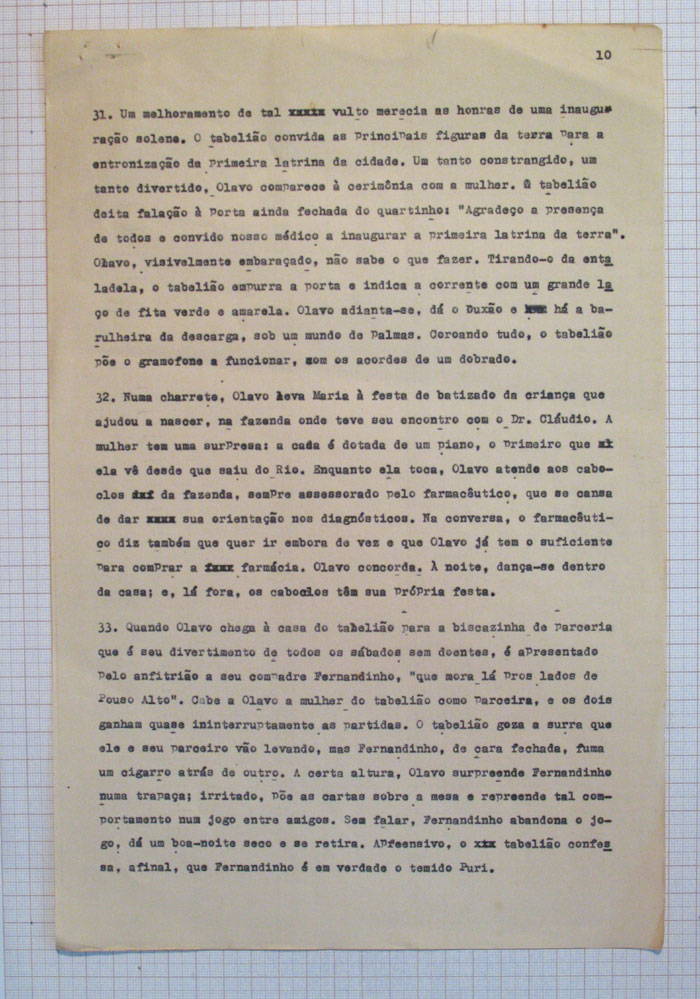 10
31. Um melhoramento de tal xxxxx vulto merecia as honras de uma inaugu-
ração solene. O tabelião convida as principais figuras da terra para a
entronização da primeira latrina da cidade. Um tanto constrangido, um
tanto divertido, Olavo comparece à cerimônia com a mulher. O tabelião
deita falação à porta ainda fechada do quartinho: "Agradeço a presença
de todos e convido nosso médico a inaugurar a primeira latrina da terra".
Olavo, visivelmente embaraçado, não sabe o que fazer. Tirando-o da enta
ladela, o tabelião empurra a porta e indica a corrente com um grande la
ço de fita verde e amarela. Olavo adianta-se, dá o puxão e xxx há a ba-
rulheira da descarga, sob um mundo de palmas. Coroando tudo, o tabelião
põe o gramofone a funcionar, com os acordes de um dobrado.
32. Numa charrete, Olavo leva Maria à festa de batizado da criança que
ajudou a nascer, na fazenda onde teve seu encontro com o Dr. Cláudio. A
mulher tem uma surpresa: a casa é dotada de um piano, o primeiro que xx
ela vê desde que saiu do Rio. Enquanto ela toca, Olavo atende aos cabo-
clos xxx da fazenda, sempre assessorado pelo farmacêutico, que se cansa
de dar xxxx sua orientação nos diagnósticos. Na conversa, o farmacêuti-
co diz também que quer ir embora de vez e que Olavo já tem o suficiente
para comprar a xxxx farmácia. Olavo concorda. À noite, dança-se dentro
da casa; e, lá fora, os caboclos têm sua própria festa.
33. Quando Olavo chega à casa do tabelião para a biscazinha de parceria
que é seu divertimento de todos os sábados sem doentes, é apresentado
pelo anfitrião a seu compadre Fernandinho, "que mora lá pros lados de
Pouso Alto". Cabe a Olavo a mulher do tabelião como parceira, e os dois
ganham quase ininterruptamente as partidas. O tabelião goza a surra que
ele e seu parceiro vão levando, mas Fernandinho, de cara fechada, fuma
um cigarro atrás de outro. A certa altura, Olavo surpreende Fernandinho
numa trapaça; irritado, põe as cartas sobre a mesa e repreende tal com-
portamento num jogo entre amigos. Sem falar, Fernandinho abandona o jo-
go, dá um boa-noite seco e se retira. Apreensivo, o xxx tabelião confes
sa, afinal, que Fernandinho é em verdade o temido Puri.